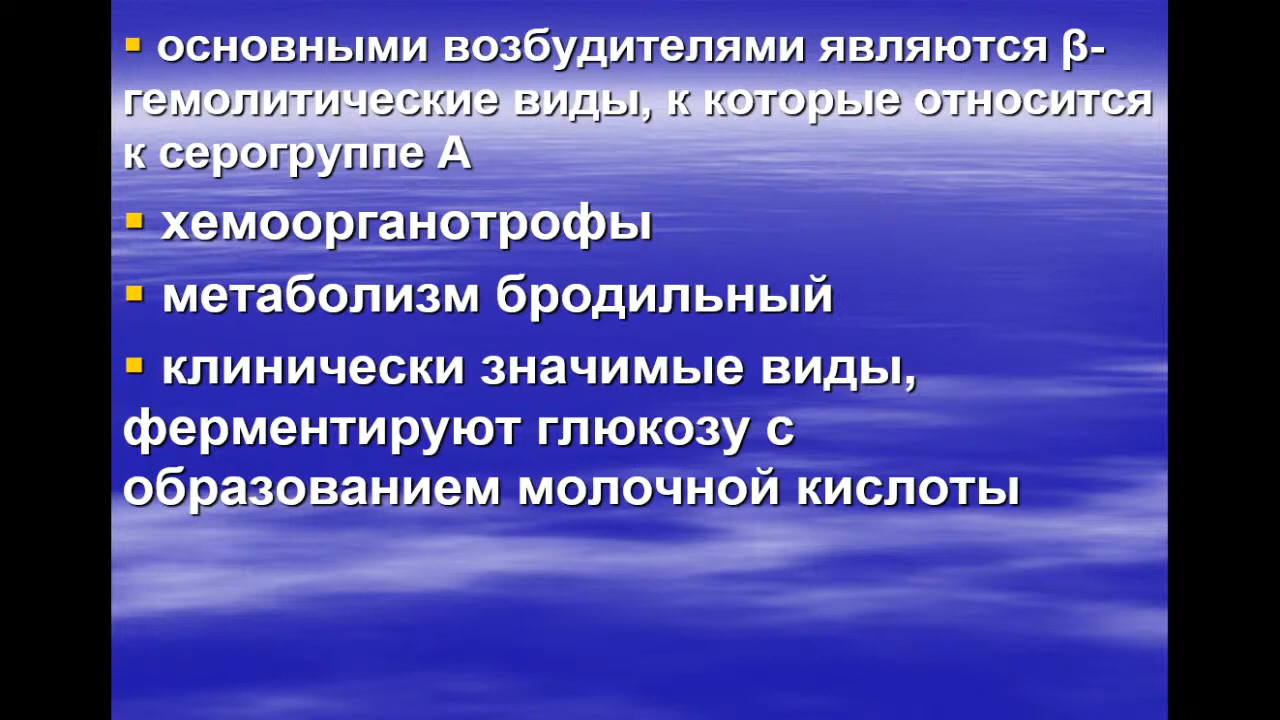 ▪ основными возбудителями являются β-
гемолитические виды, к которые относится
к серогруппе А
▪ хемоорганотрофы
▪ метаболизм бродильный
▪ клинически значимые виды,
ферментируют глюкозу с
образованием молочной кислоты